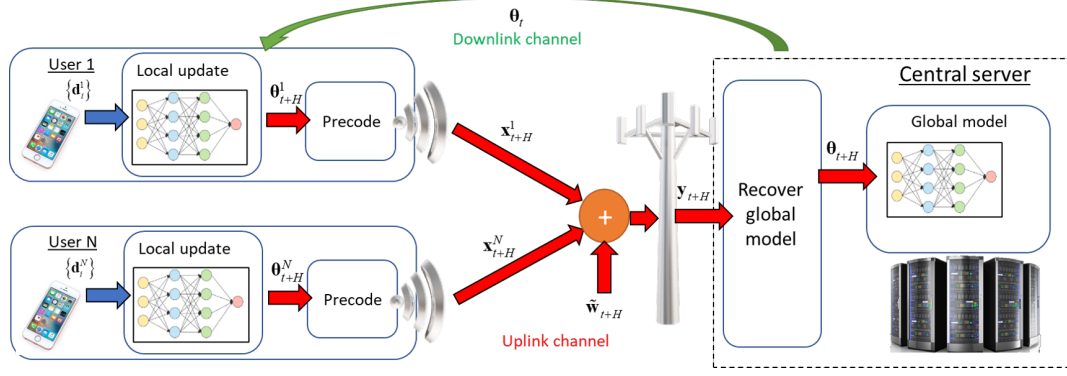 θ_t
Downlink channel
User 1
{d_i^1}
Local update
θ_{t+H}^1
Precode
x_{t+H}^1
Central server
Global model
θ_{t+H}
Recover
global
model
y_{t+H}
+
User N
{d_i^N}
Local update
θ_{t+H}^N
Precode
x_{t+H}^N
w̃_{t+H}
Uplink channel